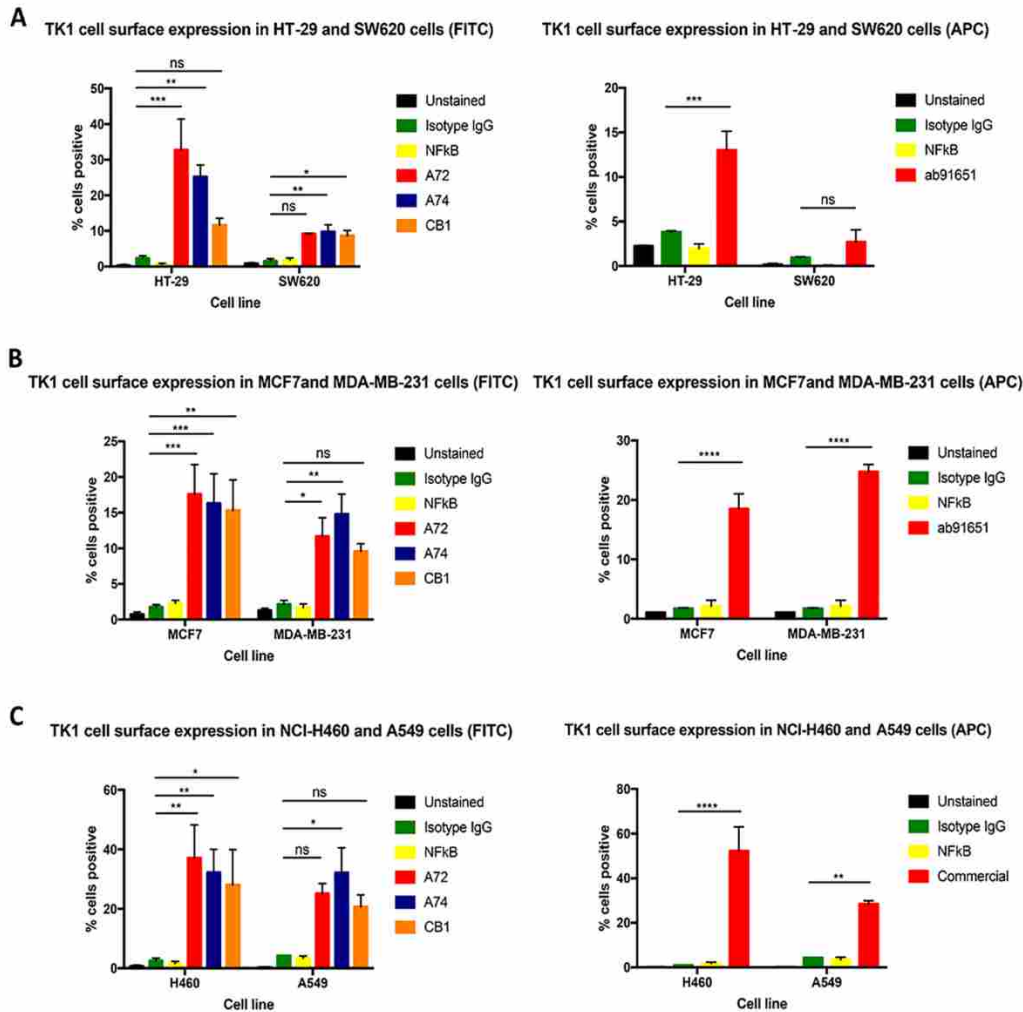 A
TK1 cell surface expression in HT-29 and SW620 cells (FITC)
ns
**
***
*
**
ns
50
40
30
20
10
0
% cells positive
HT-29
SW620
Cell line
Unstained
Isotype IgG
NFkB
A72
A74
CB1
TK1 cell surface expression in HT-29 and SW620 cells (APC)
***
ns
20
15
10
5
0
% cells positive
HT-29
SW620
Cell line
Unstained
Isotype IgG
NFkB
ab91651
B
TK1 cell surface expression in MCF7and MDA-MB-231 cells (FITC)
**
***
***
ns
**
*
25
20
15
10
5
0
% cells positive
MCF7
MDA-MB-231
Cell line
Unstained
Isotype IgG
NFkB
A72
A74
CB1
TK1 cell surface expression in MCF7and MDA-MB-231 cells (APC)
****
****
30
20
10
0
% cells positive
MCF7
MDA-MB-231
Cell line
Unstained
Isotype IgG
NFkB
ab91651
C
TK1 cell surface expression in NCI-H460 and A549 cells (FITC)
*
**
**
ns
*
ns
60
40
20
0
% cells positive
H460
A549
Cell line
Unstained
Isotype IgG
NFkB
A72
A74
CB1
TK1 cell surface expression in NCI-H460 and A549 cells (APC)
****
**
80
60
40
20
0
% cells positive
H460
A549
Cell line
Unstained
Isotype IgG
NFkB
Commercial